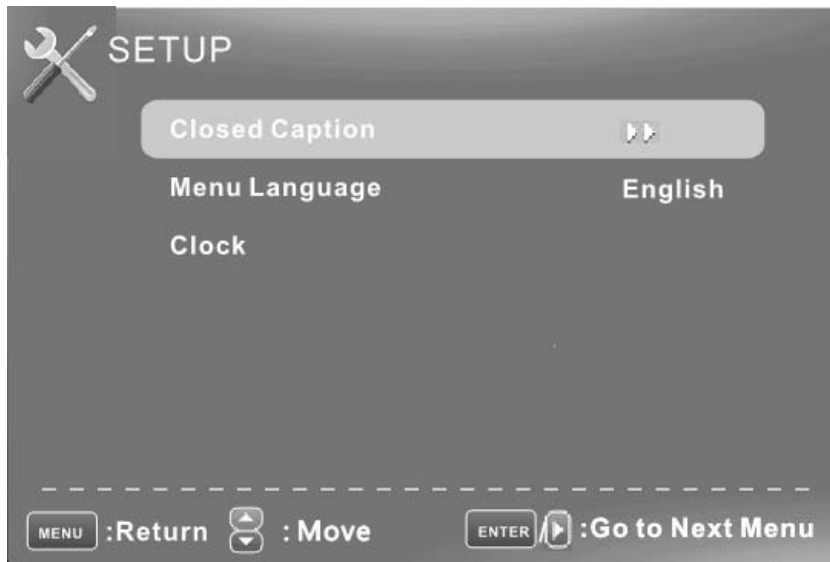 SETUP
Closed Caption
Menu Language English
Clock
MENU :Return : Move ENTER / :Go to Next Menu